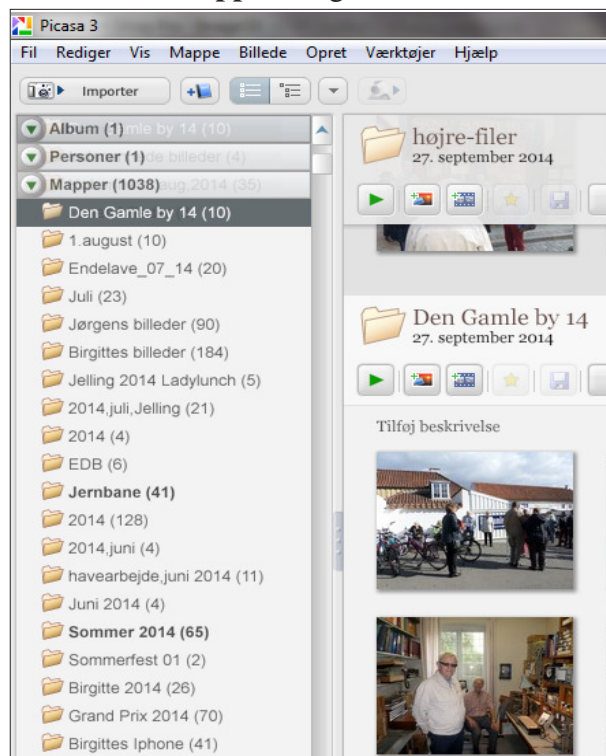 Picasa 3
Fil Rediger Vis Mappe Billede Opret Værktøjer Hjælp
Importer
Album (1)
Personer (1)
Mapper (1038)
Den Gamle by 14 (10)
1.august (10)
Endelave_07_14 (20)
Juli (23)
Jørgens billeder (90)
Birgittes billeder (184)
Jelling 2014 Ladylunch (5)
2014,juli,Jelling (21)
2014 (4)
EDB (6)
Jernbane (41)
2014 (128)
2014,juni (4)
havearbejde,juni 2014 (11)
Juni 2014 (4)
Sommer 2014 (65)
Sommerfest 01 (2)
Birgitte 2014 (26)
Grand Prix 2014 (70)
Birgittes Iphone (41)
højre-filer
27. september 2014
Den Gamle by 14
27. september 2014
Tilføj beskrivelse